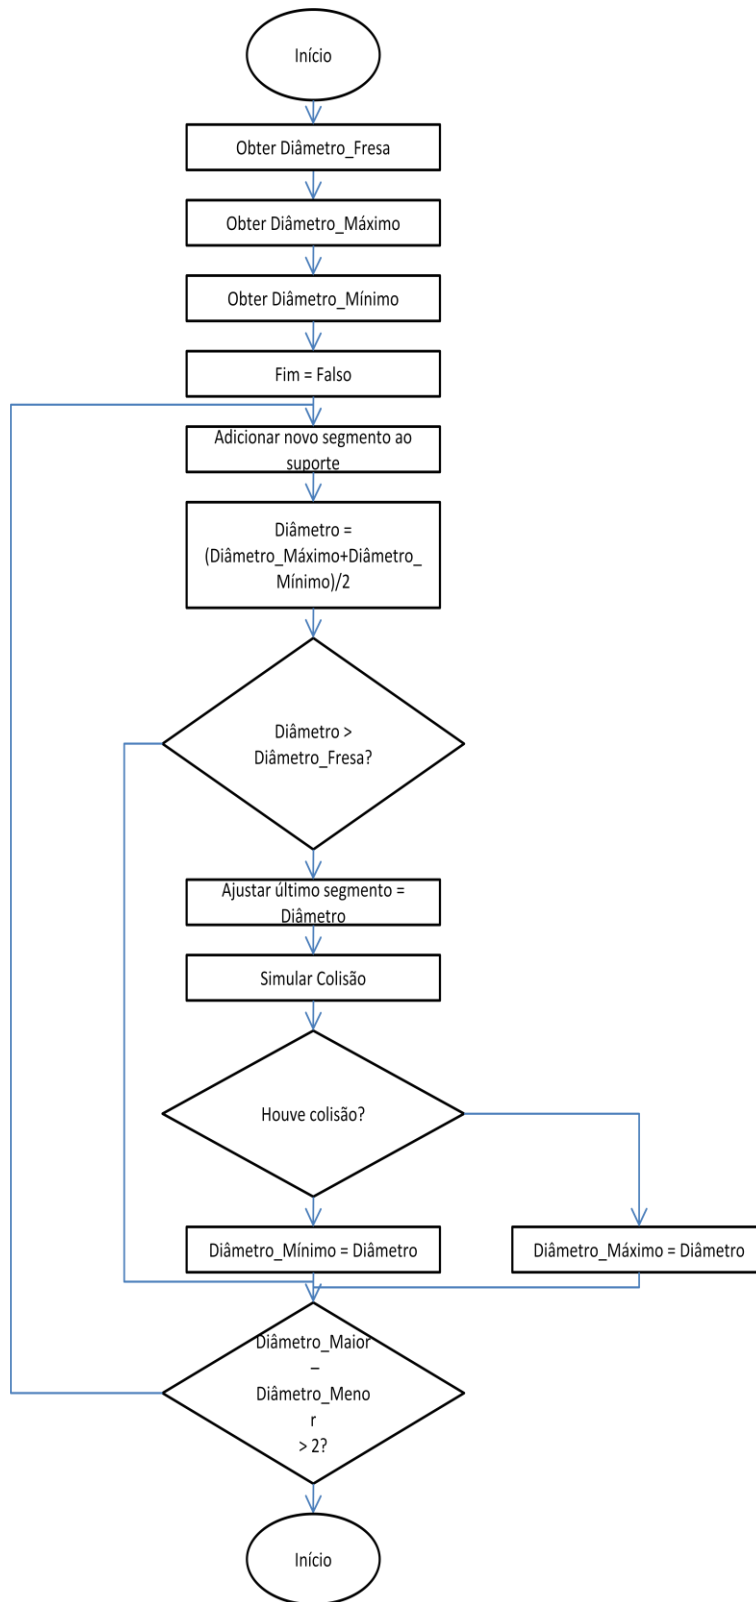 Início
Obter Diâmetro_Fresa
Obter Diâmetro_Máximo
Obter Diâmetro_Mínimo
Fim = Falso
Adicionar novo segmento ao
suporte
Diâmetro =
(Diâmetro_Máximo+Diâmetro_
Mínimo)/2
Diâmetro >
Diâmetro_Fresa?
Ajustar último segmento =
Diâmetro
Simular Colisão
Houve colisão?
Diâmetro_Mínimo = Diâmetro
Diâmetro_Máximo = Diâmetro
Diâmetro_Maior
–
Diâmetro_Meno
r
> 2?
Início